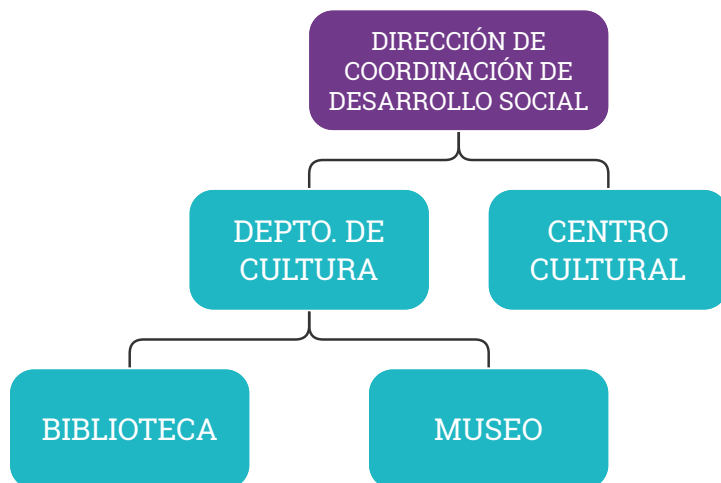 DIRECCIÓN DE
COORDINACIÓN DE
DESARROLLO SOCIAL
DEPTO. DE
CULTURA
CENTRO
CULTURAL
BIBLIOTECA
MUSEO